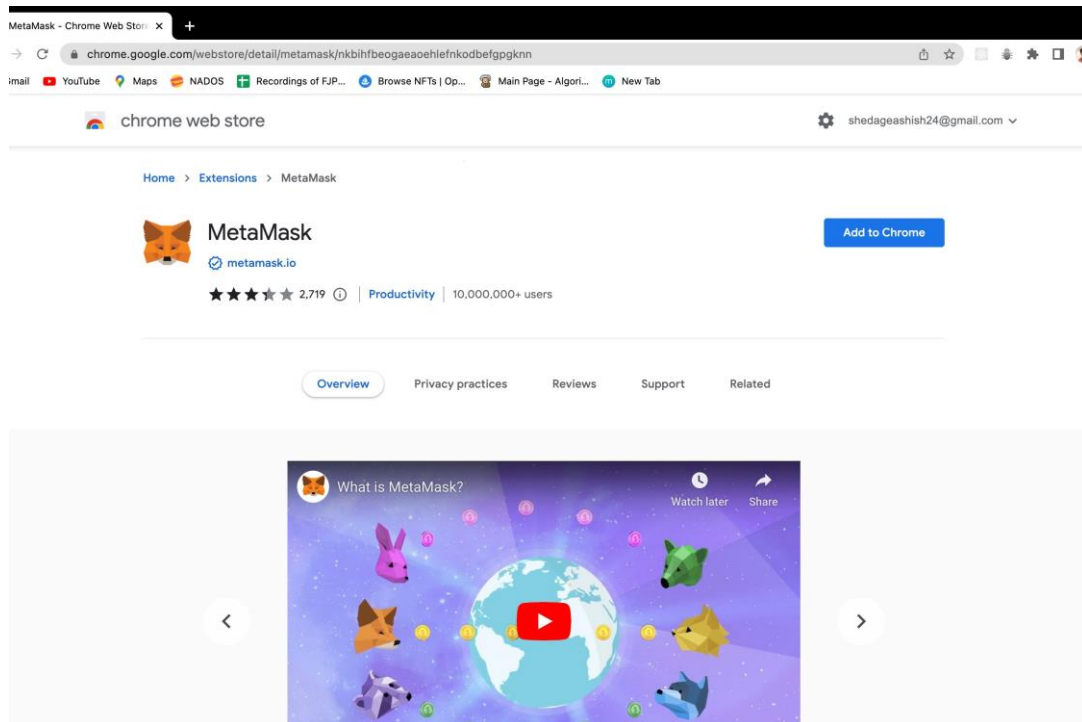 MetaMask - Chrome Web Stor
chrome.google.com/webstore/detail/metamask/nkbihfbeogaeaoehlefnkodbefgpgknn
Gmail YouTube Maps NADOS Recordings of FJP... Browse NFTs | Op... Main Page - Algori... New Tab
chrome web store shedageashish24@gmail.com
Home > Extensions > MetaMask
MetaMask Add to Chrome
metamask.io
2,719 Productivity 10,000,000+ users
Overview Privacy practices Reviews Support Related
What is MetaMask? Watch later Share